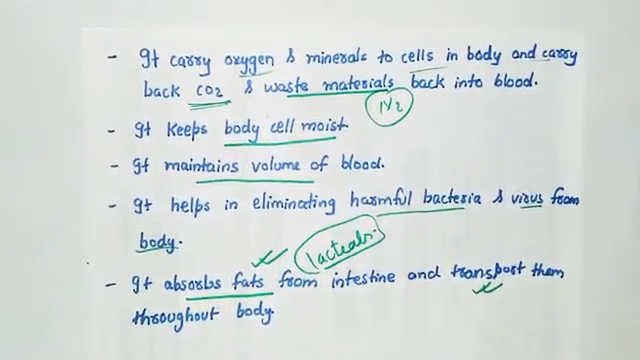 - It carry oxygen & minerals to cells in body and carry
back CO2 & waste materials back into blood.
N2
- It keeps body cell moist.
- It maintains volume of blood.
- It helps in eliminating harmful bacteria & virus from
body.
lacteals.
- It absorbs fats from intestine and transport them
throughout body.